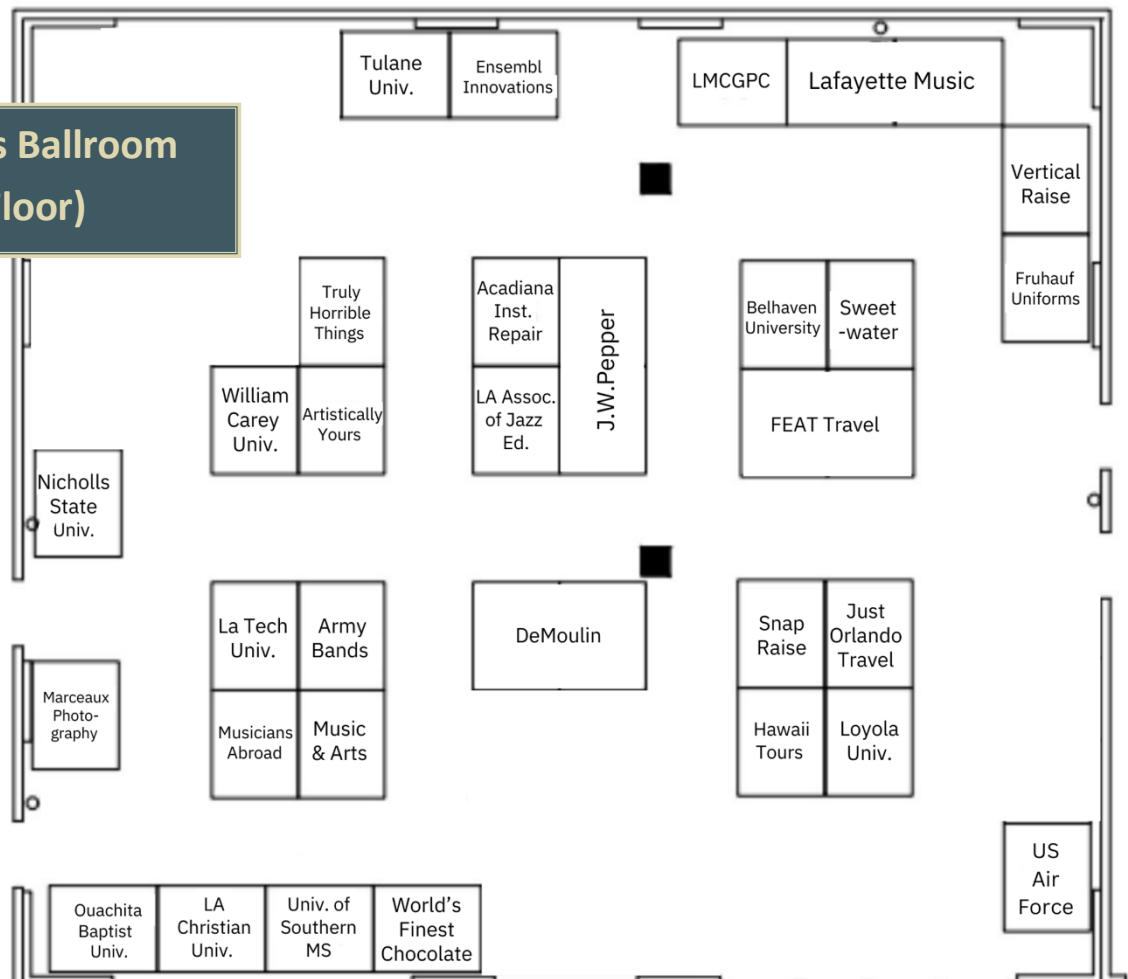 Tulane
Univ.
Ensembl
Innovations
LMCGPC
Lafayette Music
s Ballroom
loor)
Vertical
Raise
Fruhauf
Uniforms
Truly
Horrible
Things
Acadiana
Inst.
Repair
J.W.Pepper
Belhaven
University
Sweet
-water
William
Carey
Univ.
Artistically
Yours
LA Assoc.
of Jazz
Ed.
FEAT Travel
Nicholls
State
Univ.
La Tech
Univ.
Army
Bands
DeMoulin
Snap
Raise
Just
Orlando
Travel
Marceaux
Photo-
graphy
Musicians
Abroad
Music
& Arts
Hawaii
Tours
Loyola
Univ.
US
Air
Force
Ouachita
Baptist
Univ.
LA
Christian
Univ.
Univ. of
Southern
MS
World's
Finest
Chocolate